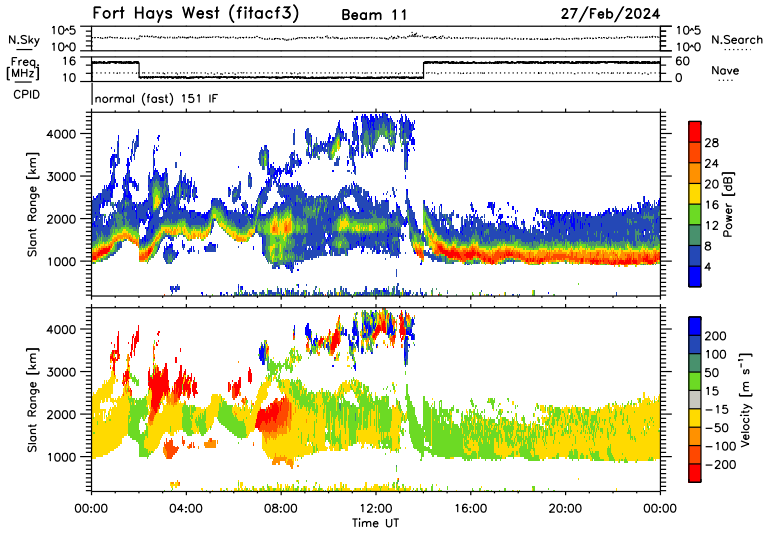 Fort Hays West (fitacf3) Beam 11 27/Feb/2024
N.Sky 10^5 10^0 10^5 10^0 N.Search
Freq. [MHz] 16 10 60 0 Nave
CPID normal (fast) 151 IF
Slant Range [km] 4000 3000 2000 1000
28 24 20 16 12 8 4 Power [dB]
Slant Range [km] 4000 3000 2000 1000
200 100 50 15 -15 -50 -100 -200 Velocity [m s^-1]
00:00 04:00 08:00 12:00 16:00 20:00 00:00
Time UT